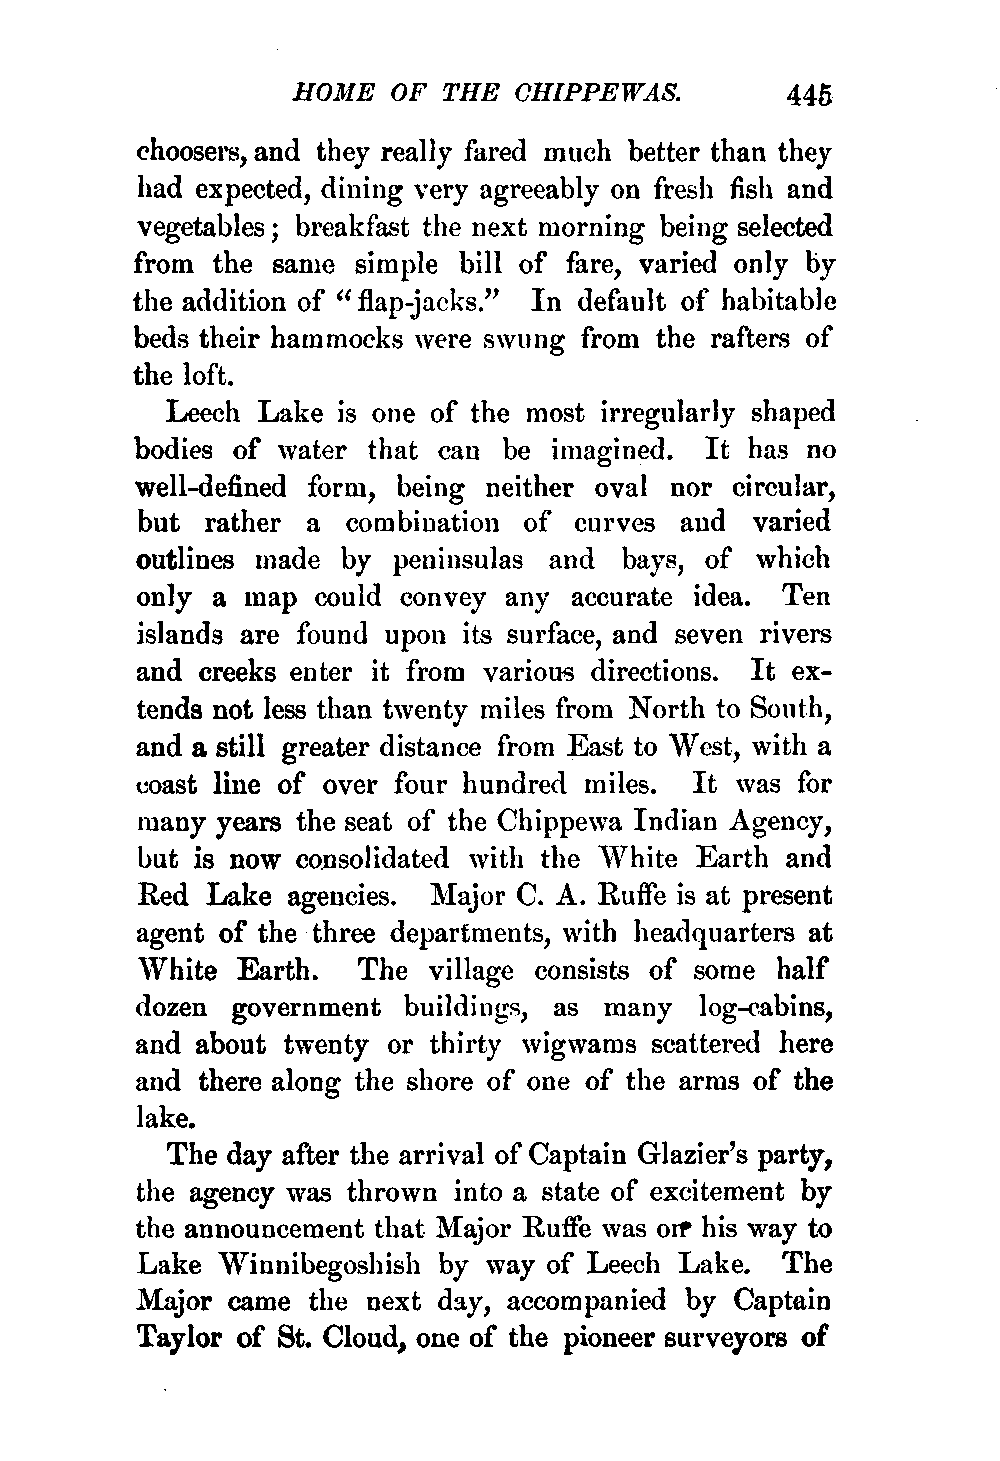 HOME OF THE CHIPPEWAS. 445
choosers, and they really fared much better than they
had expected, dining very agreeably on fresh fish and
vegetables; breakfast the next morning being selected
from the same simple bill of fare, varied only by
the addition of “flap-jacks.” In default of habitable
beds their hammocks were swung from the rafters of
the loft.
Leech Lake is one of the most irregularly shaped
bodies of water that can be imagined. It has no
well-defined form, being neither oval nor circular,
but rather a combination of curves and varied
outlines made by peninsulas and bays, of which
only a map could convey any accurate idea. Ten
islands are found upon its surface, and seven rivers
and creeks enter it from various directions. It ex-
tends not less than twenty miles from North to South,
and a still greater distance from East to West, with a
coast line of over four hundred miles. It was for
many years the seat of the Chippewa Indian Agency,
but is now consolidated with the White Earth and
Red Lake agencies. Major C. A. Ruffe is at present
agent of the three departments, with headquarters at
White Earth. The village consists of some half
dozen government buildings, as many log-cabins,
and about twenty or thirty wigwams scattered here
and there along the shore of one of the arms of the
lake.
The day after the arrival of Captain Glazier’s party,
the agency was thrown into a state of excitement by
the announcement that Major Ruffe was on his way to
Lake Winnibegoshish by way of Leech Lake. The
Major came the next day, accompanied by Captain
Taylor of St. Cloud, one of the pioneer surveyors of